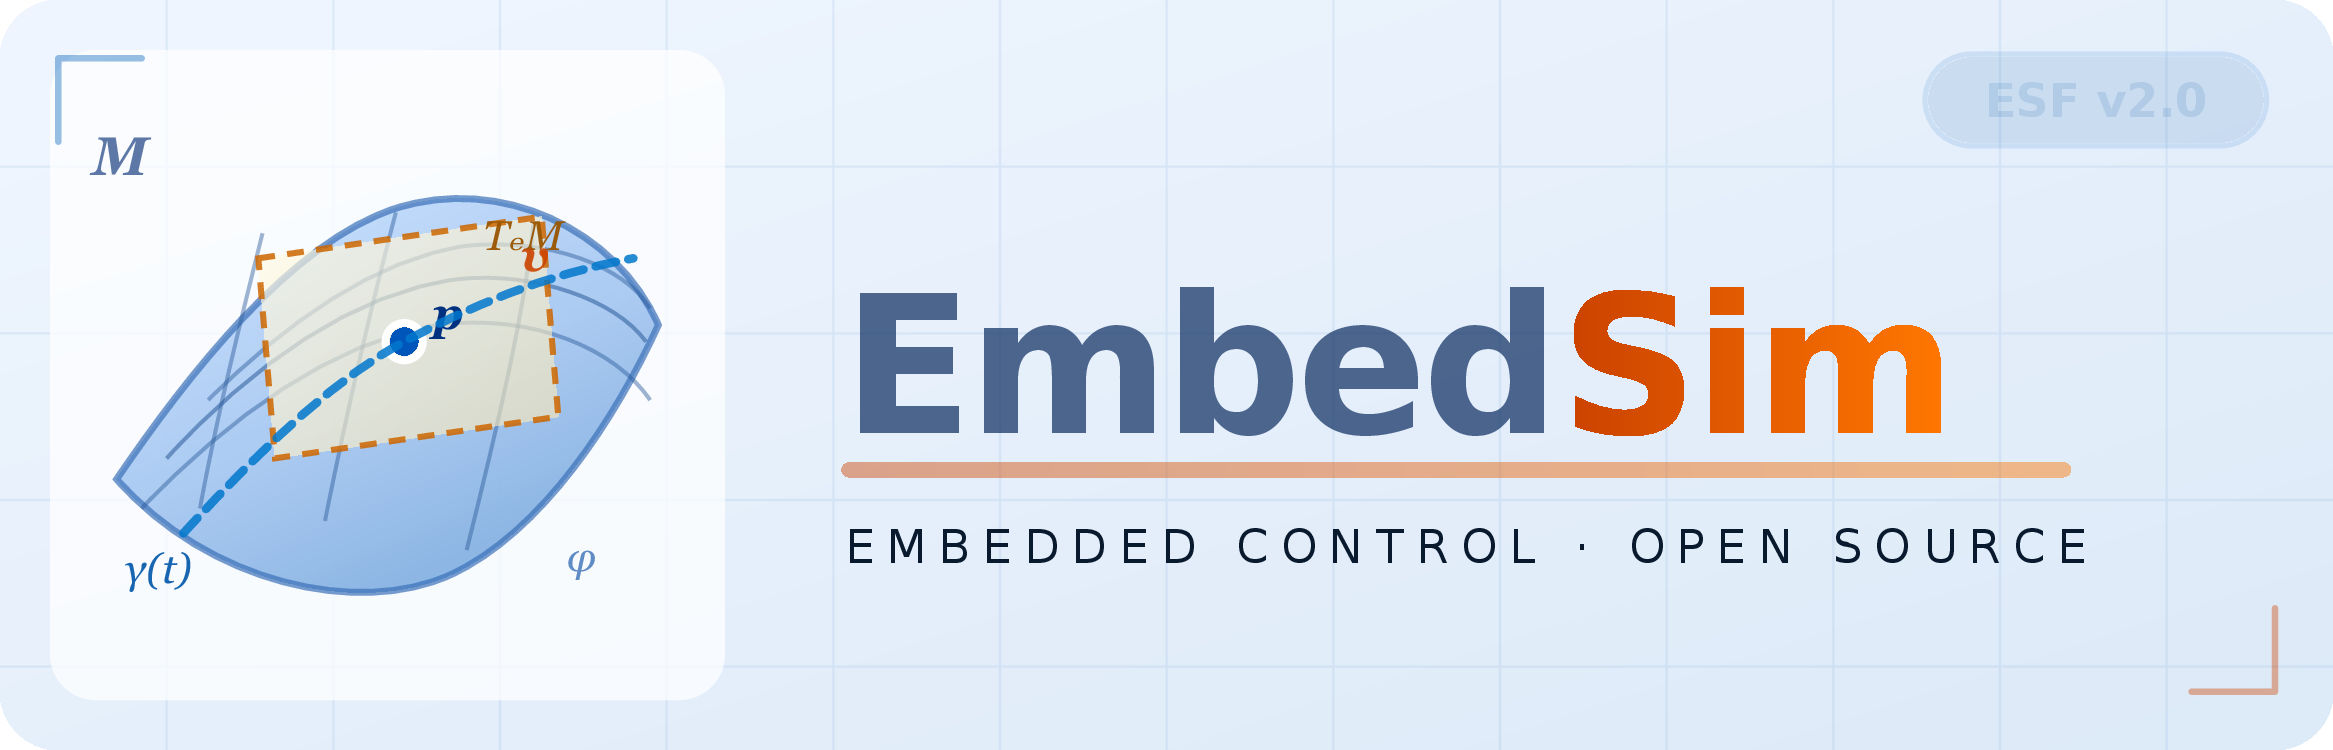 M
TₑM
υ
p
γ(t)
φ
ESF v2.0
EmbedSim
EMBEDDED CONTROL · OPEN SOURCE